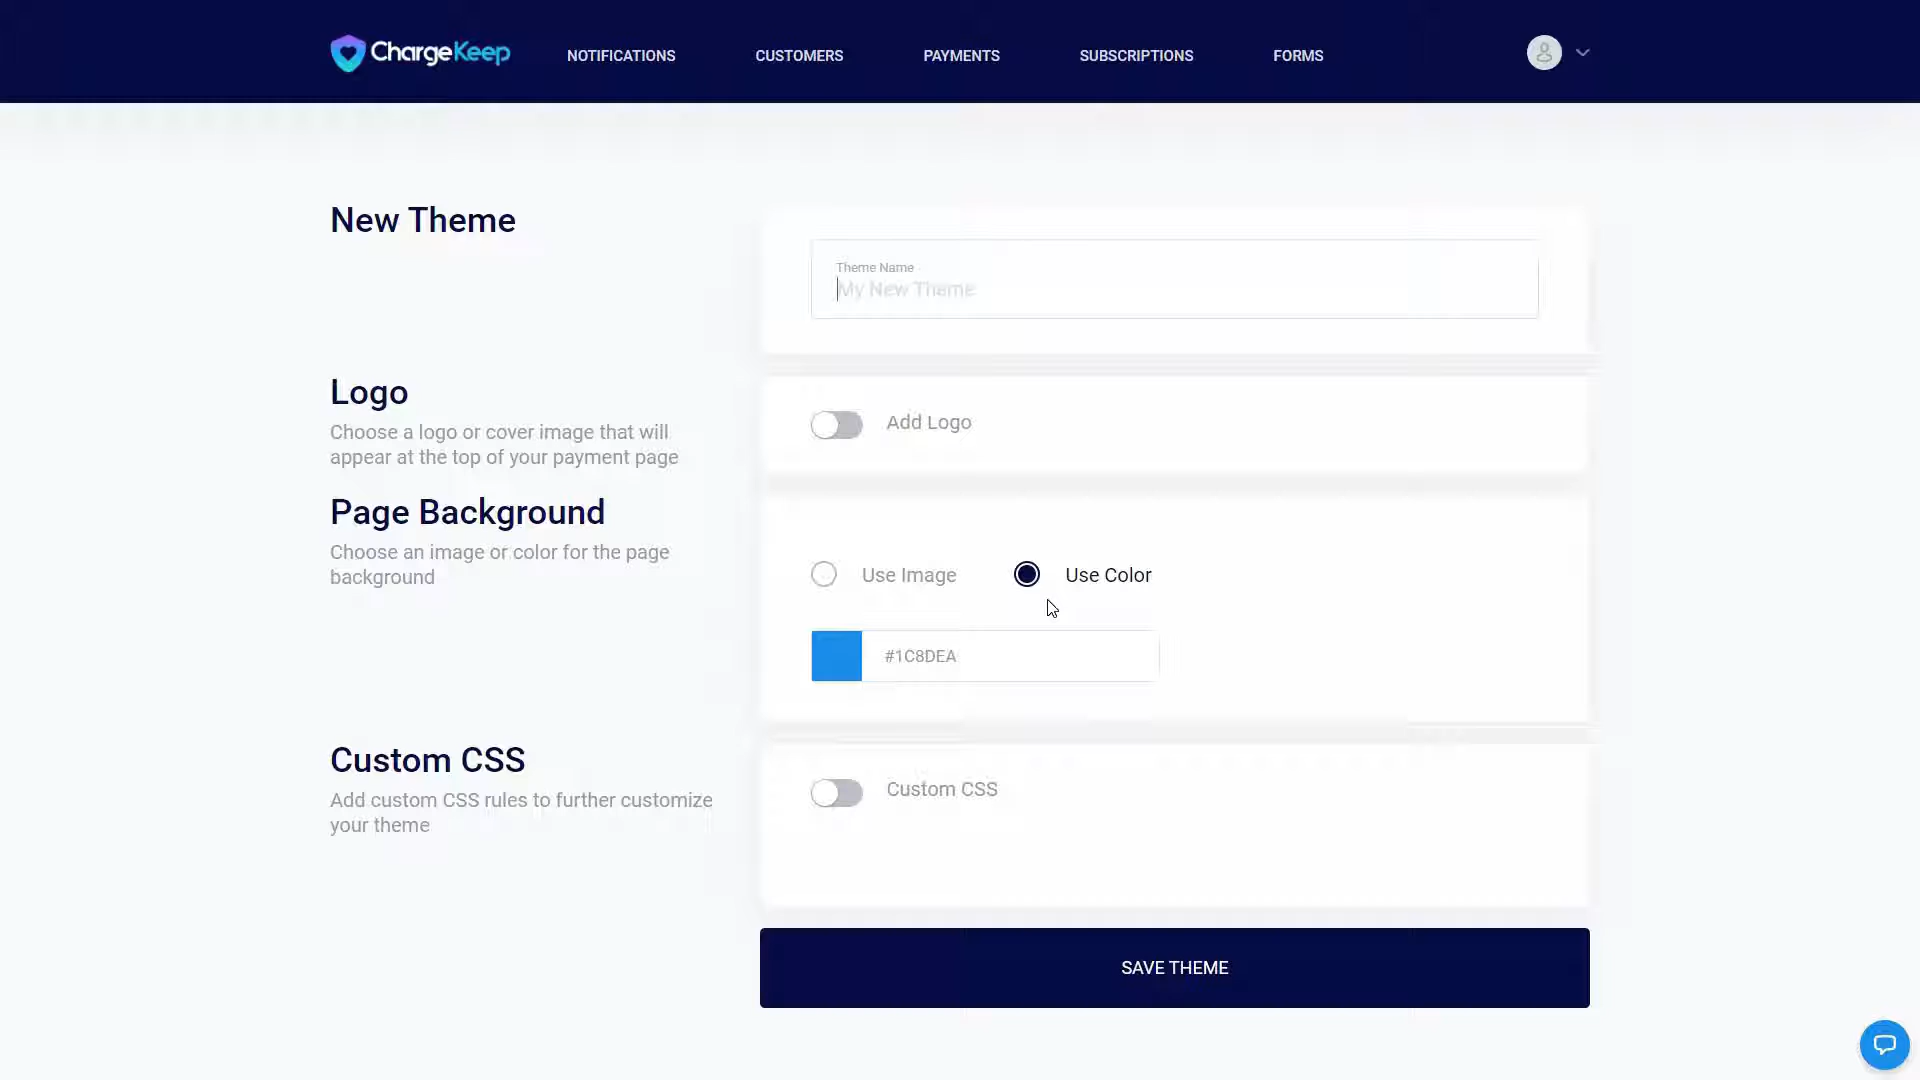 ChargeKeep
NOTIFICATIONS
CUSTOMERS
PAYMENTS
SUBSCRIPTIONS
FORMS
New Theme
Theme Name
My New Theme
Logo
Choose a logo or cover image that will
appear at the top of your payment page
Add Logo
Page Background
Choose an image or color for the page
background
Use Image
Use Color
#1C8DEA
Custom CSS
Add custom CSS rules to further customize
your theme
Custom CSS
SAVE THEME